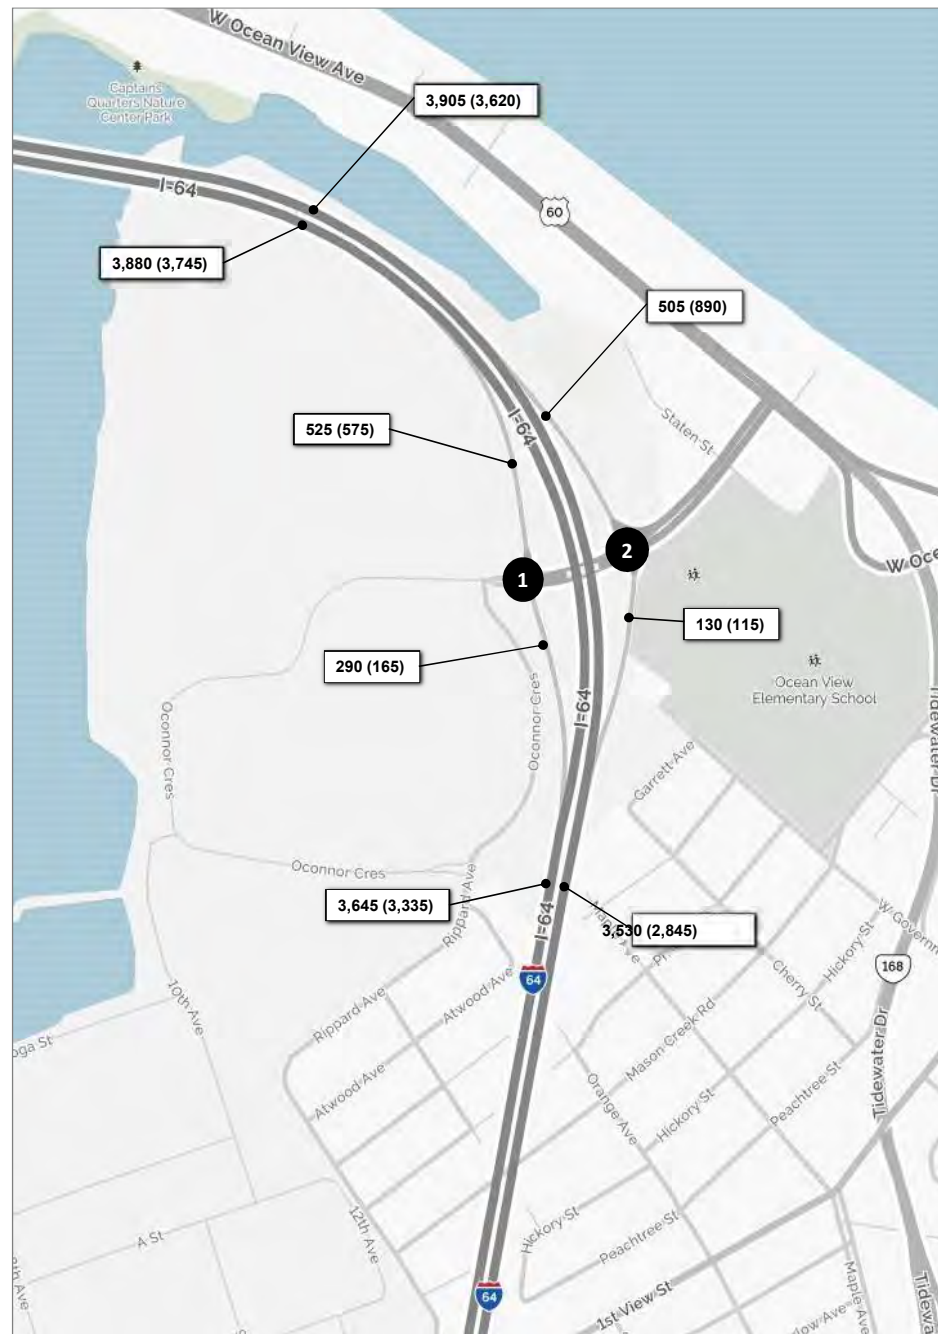 W Ocean View Ave
Captains
Quarters Nature
Center Park
3,905 (3,620)
I-64
60
3,880 (3,745)
505 (890)
I-64
525 (575)
Staten St
2
1
W Oce
130 (115)
290 (165)
Ocean View
Elementary School
Oconnor Cres
Oconnor Cres
I-64
Tidewater Dr
Garrett Ave
Oconnor Cres
Rippard Ave
3,645 (3,335)
I-64
3,530 (2,845)
W Governo
Hickory St
Cherry St
168
64
10th Ave
Atwood Ave
Rippard Ave
Mason Creek Rd
Tidewater Dr
oga St
Atwood Ave
Orange Ave
Hickory St
Peachtree St
12th Ave
A St
Hickory St
Peachtree St
Maple Ave
64
1st View St
Tidewa